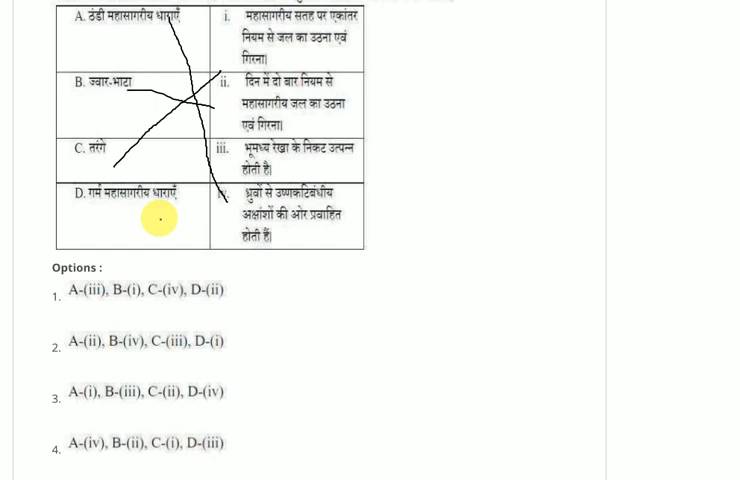 A. ठंडी महासागरीय धाराएँ
i. महासागरीय सतह पर एकांतर
नियम से जल का उठना एवं
गिरना।
B. ज्वार-भाटा
ii. दिन में दो बार नियम से
महासागरीय जल का उठना
एवं गिरना।
C. तरंगे
iii. भूमध्य रेखा के निकट उत्पन्न
होती है।
D. गर्म महासागरीय धाराएँ
ध्रुवों से उष्णकटिबंधीय
अक्षांशों की ओर प्रवाहित
होती हैं।
Options :
1. A-(iii), B-(i), C-(iv), D-(ii)
2. A-(ii), B-(iv), C-(iii), D-(i)
3. A-(i), B-(iii), C-(ii), D-(iv)
4. A-(iv), B-(ii), C-(i), D-(iii)